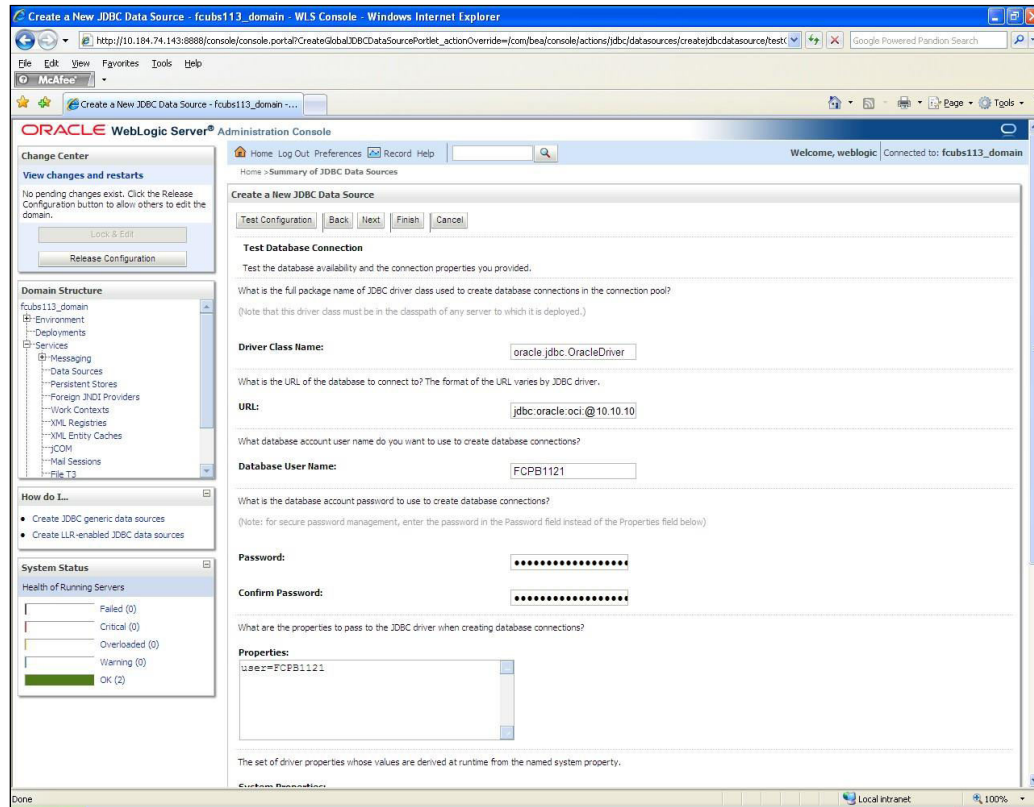 Create a New JDBC Data Source - fcubs113_domain - WLS Console - Windows Internet Explorer
http://10.184.74.143:8888/console/console.portal?CreateGlobalJDBCDataSourcePortlet_actionOverride=/com/bea/console/actions/jdbc/datasources/createjdbcdatasource/test(
Google Powered Pandion Search
File Edit View Favorites Tools Help
McAfee
Create a New JDBC Data Source - fcubs113_domain -...
Page Tools
ORACLE WebLogic Server® Administration Console
Change Center
View changes and restarts
No pending changes exist. Click the Release
Configuration button to allow others to edit the
domain.
Lock & Edit
Release Configuration
Domain Structure
fcubs113_domain
Environment
Deployments
Services
Messaging
Data Sources
Persistent Stores
Foreign JNDI Providers
Work Contexts
XML Registries
XML Entity Caches
jCOM
Mail Sessions
File T3
How do I...
Create JDBC generic data sources
Create LLR-enabled JDBC data sources
System Status
Health of Running Servers
Failed (0)
Critical (0)
Overloaded (0)
Warning (0)
OK (2)
Home Log Out Preferences Record Help
Welcome, weblogic Connected to: fcubs113_domain
Home >Summary of JDBC Data Sources
Create a New JDBC Data Source
Test Configuration Back Next Finish Cancel
Test Database Connection
Test the database availability and the connection properties you provided.
What is the full package name of JDBC driver class used to create database connections in the connection pool?
(Note that this driver class must be in the classpath of any server to which it is deployed.)
Driver Class Name: oracle.jdbc.OracleDriver
What is the URL of the database to connect to? The format of the URL varies by JDBC driver.
URL: jdbc:oracle:oci:@10.10.10
What database account user name do you want to use to create database connections?
Database User Name: FCPB1121
What is the database account password to use to create database connections?
(Note: for secure password management, enter the password in the Password field instead of the Properties field below)
Password:
Confirm Password:
What are the properties to pass to the JDBC driver when creating database connections?
Properties:
user=FCPB1121
The set of driver properties whose values are derived at runtime from the named system property.
System Properties:
Done
Local intranet
100%